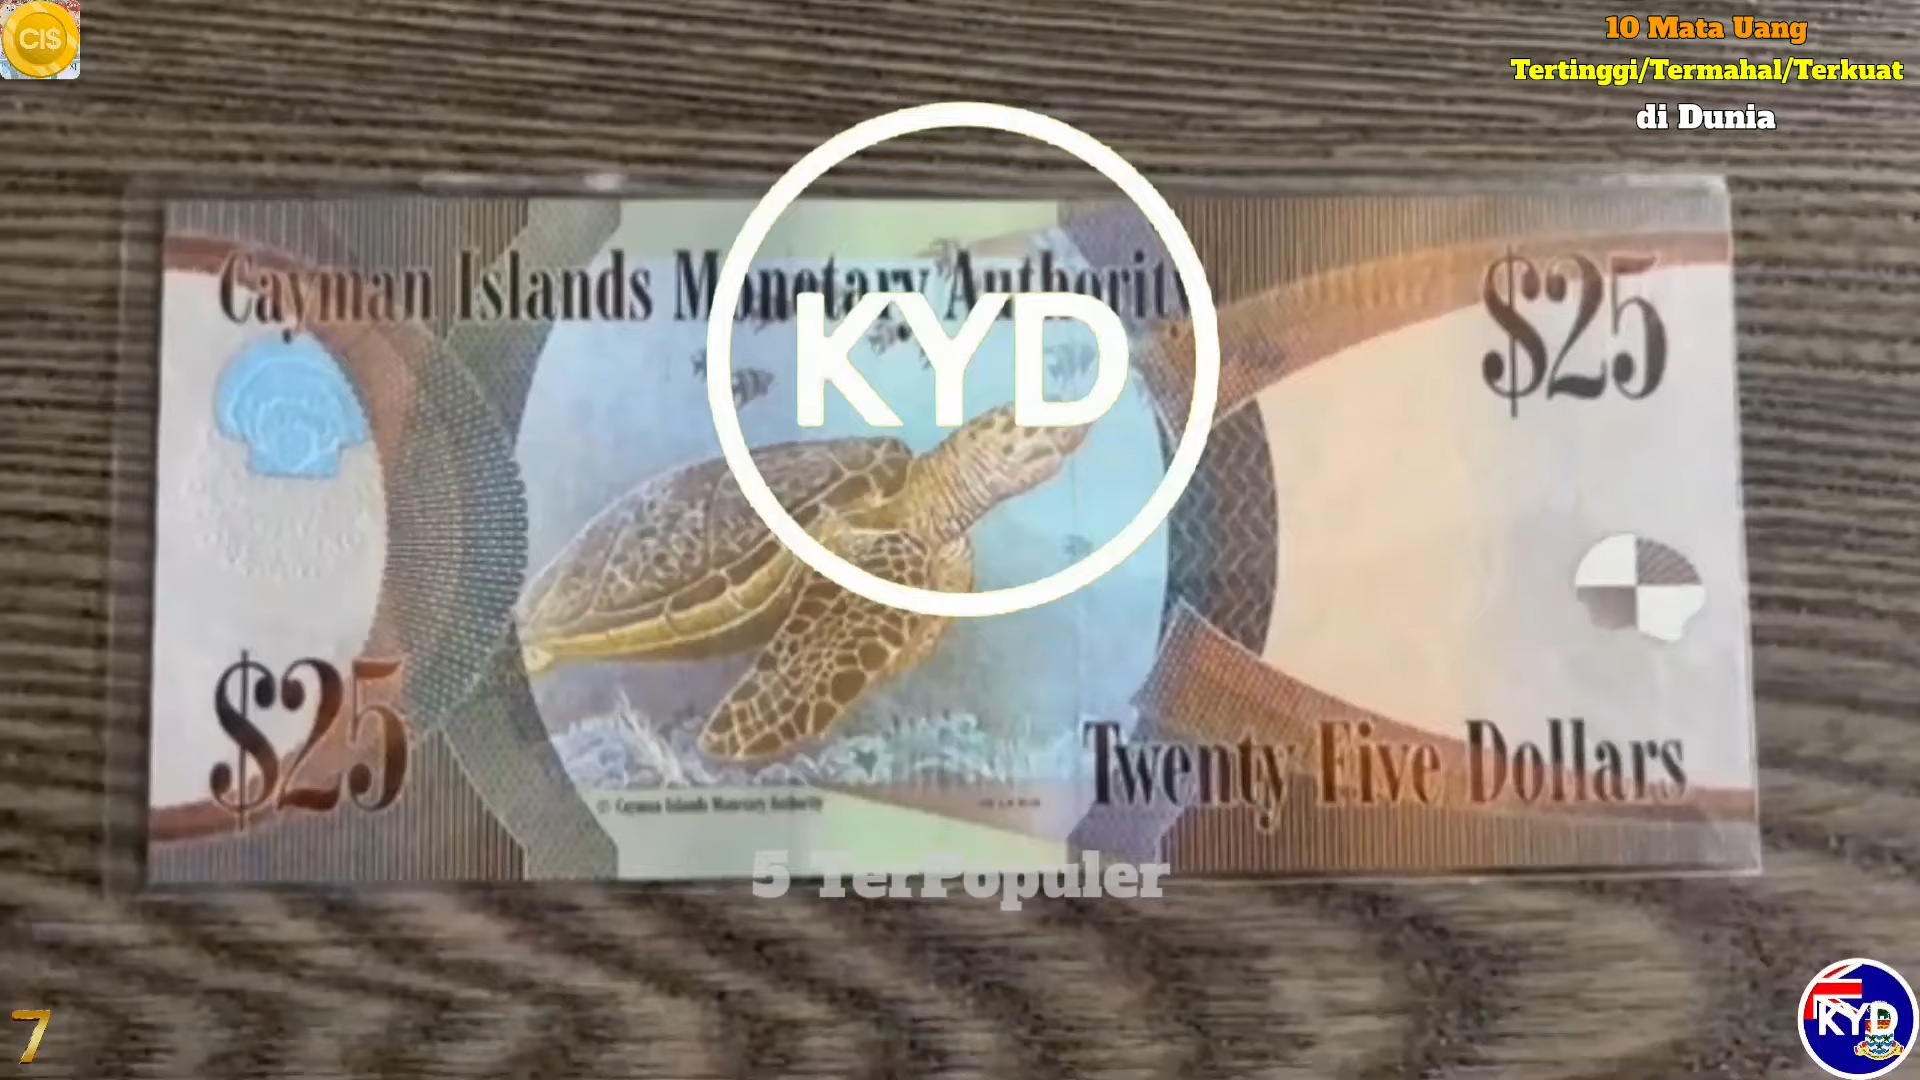 CI$
10 Mata Uang
Tertinggi/Termahal/Terkuat
di Dunia
Cayman Islands Monetary Authority
$25
KYD
$25
Twenty Five Dollars
© Cayman Islands Monetary Authority
5 TerPopuler
7
KYD